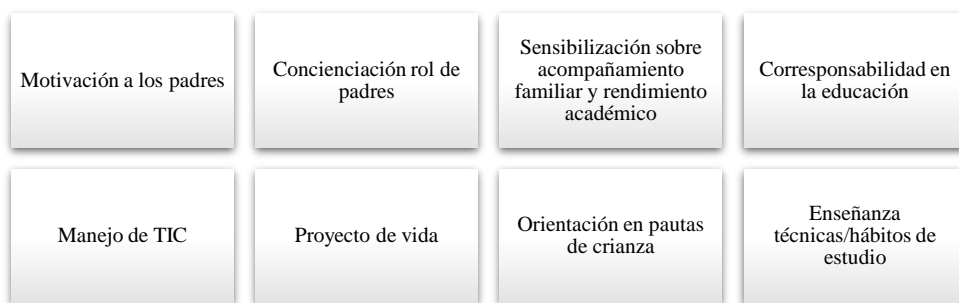 Motivación a los padres
Concienciación rol de
padres
Sensibilización sobre
acompañamiento
familiar y rendimiento
académico
Corresponsabilidad en
la educación
Manejo de TIC
Proyecto de vida
Orientación en pautas
de crianza
Enseñanza
técnicas/hábitos de
estudio